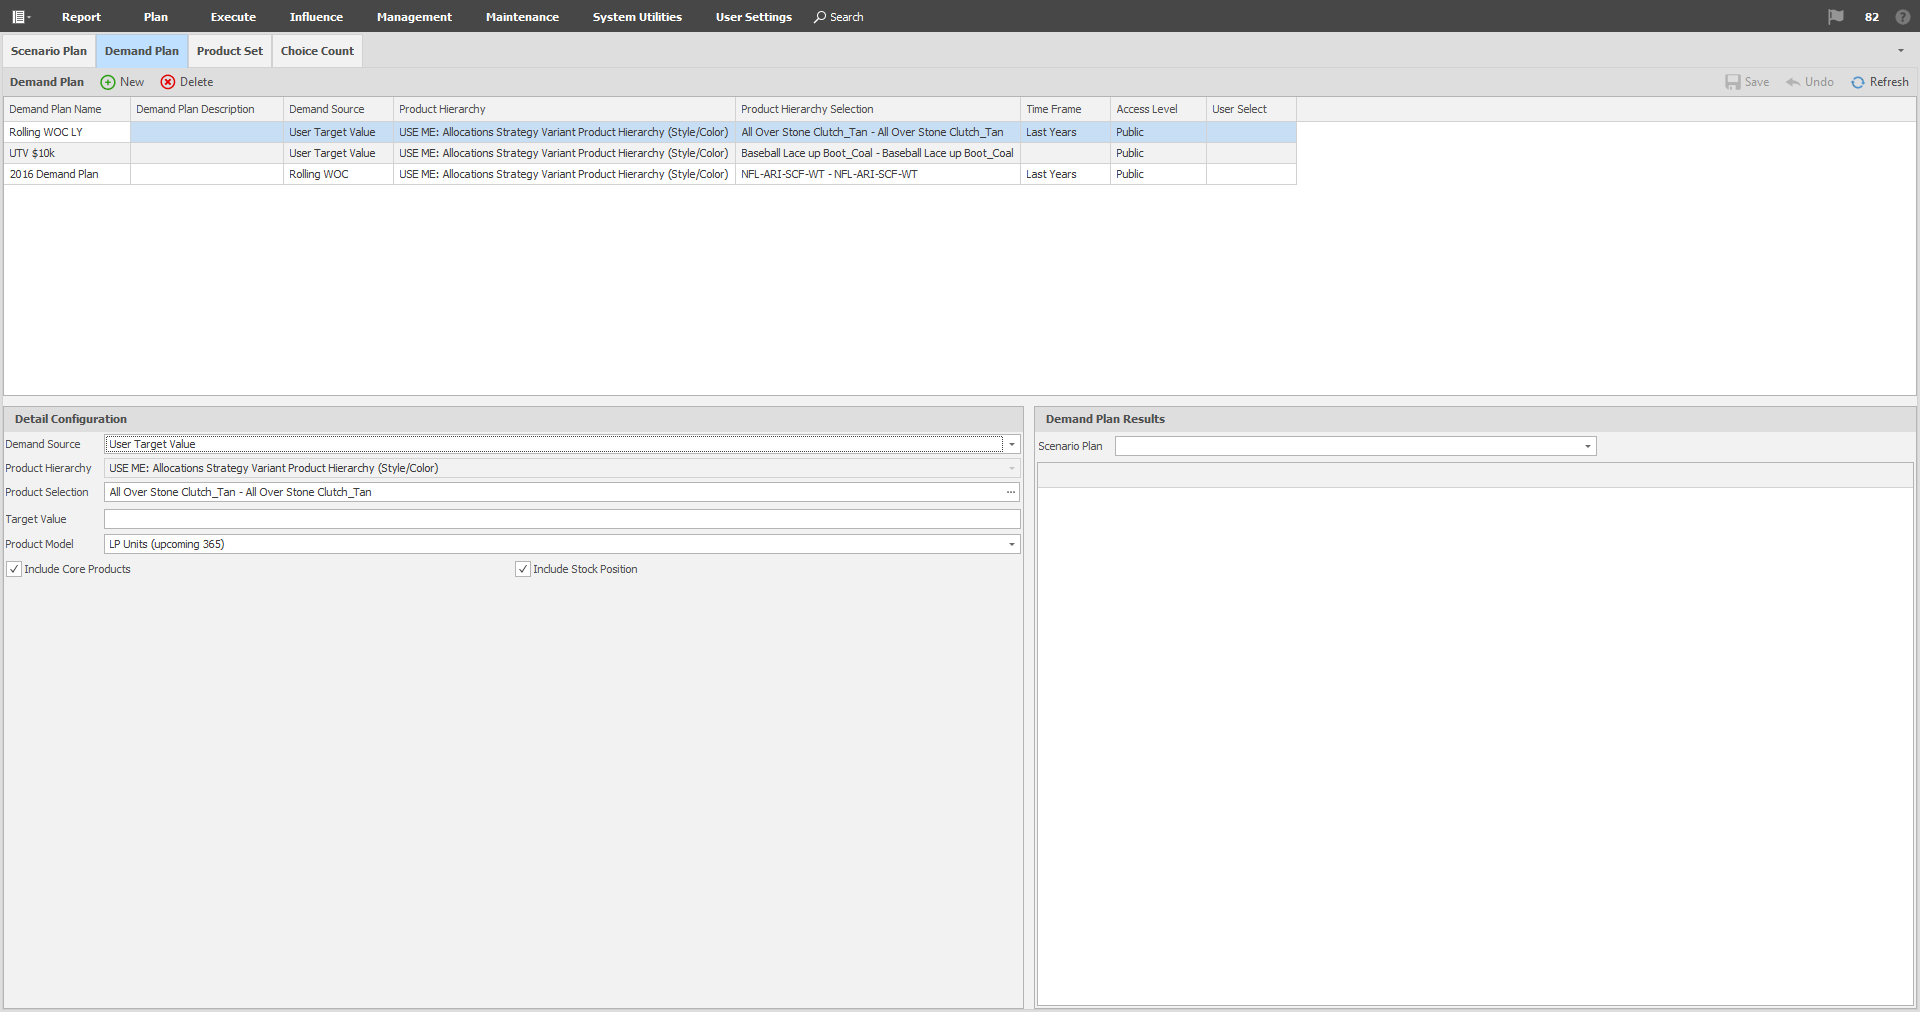 Report Plan Execute Influence Management Maintenance System Utilities User Settings Search 82 ?
Scenario Plan Demand Plan Product Set Choice Count
Demand Plan New Delete Save Undo Refresh
Demand Plan Name Demand Plan Description Demand Source Product Hierarchy Product Hierarchy Selection Time Frame Access Level User Select
Rolling WOC LY User Target Value USE ME: Allocations Strategy Variant Product Hierarchy (Style/Color) All Over Stone Clutch_Tan - All Over Stone Clutch_Tan Last Years Public
UTV $10k User Target Value USE ME: Allocations Strategy Variant Product Hierarchy (Style/Color) Baseball Lace up Boot_Coal - Baseball Lace up Boot_Coal Public
2016 Demand Plan Rolling WOC USE ME: Allocations Strategy Variant Product Hierarchy (Style/Color) NFL-ARI-SCF-WT - NFL-ARI-SCF-WT Last Years Public
Detail Configuration
Demand Source User Target Value
Product Hierarchy USE ME: Allocations Strategy Variant Product Hierarchy (Style/Color)
Product Selection All Over Stone Clutch_Tan - All Over Stone Clutch_Tan ...
Target Value
Product Model LP Units (upcoming 365)
Include Core Products Include Stock Position
Demand Plan Results
Scenario Plan